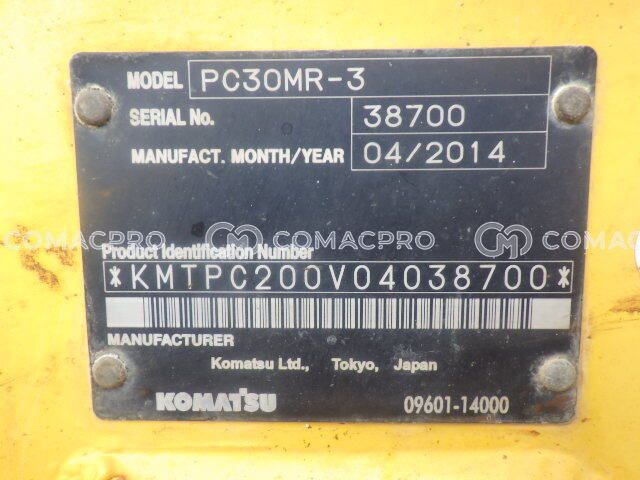 MODEL PC30MR-3
SERIAL No. 38700
MANUFACT. MONTH/YEAR 04/2014
COMACPRO COMACPRO
Product Identification Number
*KMTPC200V04038700*
MANUFACTURER
Komatsu Ltd., Tokyo, Japan
KOMATSU 09601-14000